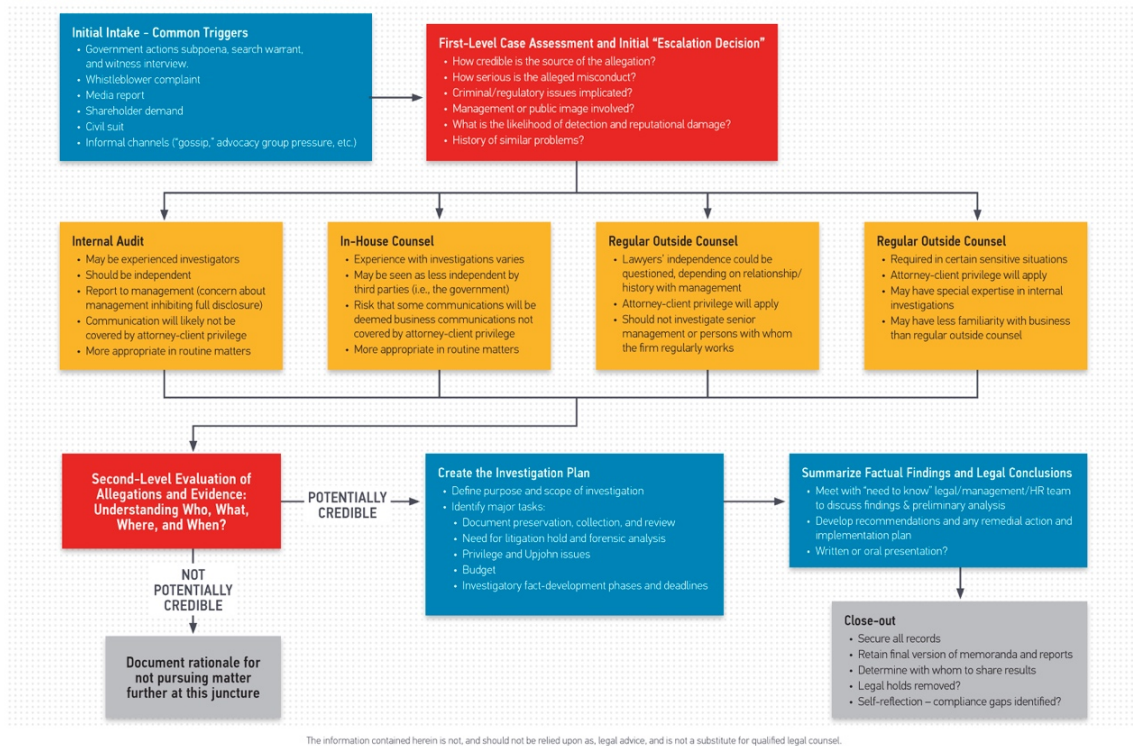 Initial Intake - Common Triggers
• Government actions subpoena, search warrant,
and witness interview.
• Whistleblower complaint
• Media report
• Shareholder demand
• Civil suit
• Informal channels (“gossip,” advocacy group pressure, etc.)
First-Level Case Assessment and Initial “Escalation Decision”
• How credible is the source of the allegation?
• How serious is the alleged misconduct?
• Criminal/regulatory issues implicated?
• Management or public image involved?
• What is the likelihood of detection and reputational damage?
• History of similar problems?
Internal Audit
• May be experienced investigators
• Should be independent
• Report to management (concern about
management inhibiting full disclosure)
• Communication will likely not be
covered by attorney-client privilege
• More appropriate in routine matters
In-House Counsel
• Experience with investigations varies
• May be seen as less independent by
third parties (i.e., the government)
• Risk that some communications will be
deemed business communications not
covered by attorney-client privilege
• More appropriate in routine matters
Regular Outside Counsel
• Lawyers’ independence could be
questioned, depending on relationship/
history with management
• Attorney-client privilege will apply
• Should not investigate senior
management or persons with whom
the firm regularly works
Regular Outside Counsel
• Required in certain sensitive situations
• Attorney-client privilege will apply
• May have special expertise in internal
investigations
• May have less familiarity with business
than regular outside counsel
Second-Level Evaluation of
Allegations and Evidence:
Understanding Who, What,
Where, and When?
POTENTIALLY
CREDIBLE
NOT
POTENTIALLY
CREDIBLE
Document rationale for
not pursuing matter
further at this juncture
Create the Investigation Plan
• Define purpose and scope of investigation
• Identify major tasks:
• Document preservation, collection, and review
• Need for litigation hold and forensic analysis
• Privilege and Upjohn issues
• Budget
• Investigatory fact-development phases and deadlines
Summarize Factual Findings and Legal Conclusions
• Meet with “need to know” legal/management/HR team
to discuss findings & preliminary analysis
• Develop recommendations and any remedial action and
implementation plan
• Written or oral presentation?
Close-out
• Secure all records
• Retain final version of memoranda and reports
• Determine with whom to share results
• Legal holds removed?
• Self-reflection – compliance gaps identified?
The information contained herein is not, and should not be relied upon as, legal advice, and is not a substitute for qualified legal counsel.